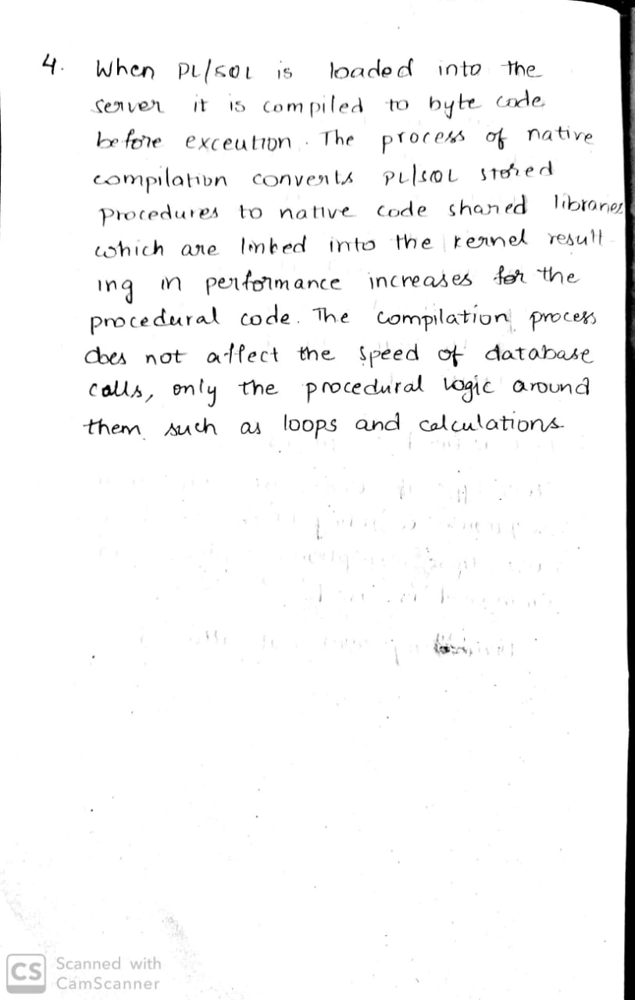 4. When PL/SQL is loaded into the
server it is compiled to byte code
before exceution. The process of native
compilation converts PL/SQL stored
Procedures to native code shared libraries
which are linked into the kernel result
ing in performance increases for the
procedural code. The compilation process
does not affect the speed of database
calls, only the procedural logic around
them such as loops and calculations
CS Scanned with
CamScanner